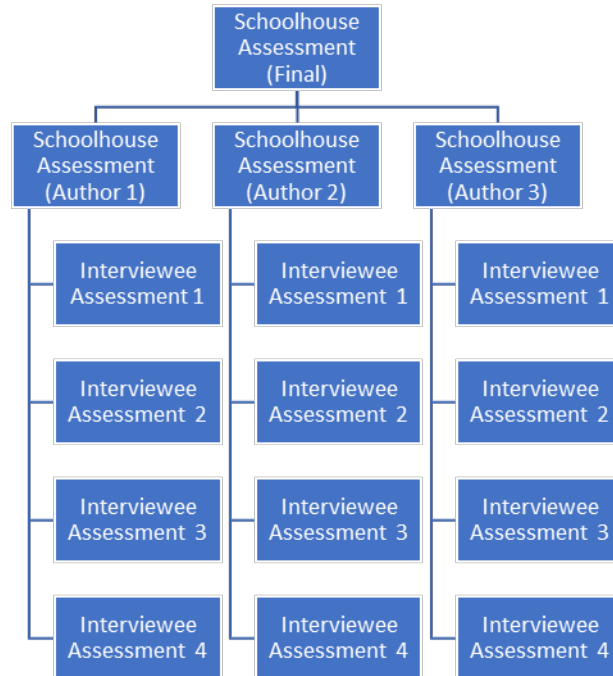 Schoolhouse
Assessment
(Final)
Schoolhouse
Assessment
(Author 1)
Schoolhouse
Assessment
(Author 2)
Schoolhouse
Assessment
(Author 3)
Interviewee
Assessment 1
Interviewee
Assessment 1
Interviewee
Assessment 1
Interviewee
Assessment 2
Interviewee
Assessment 2
Interviewee
Assessment 2
Interviewee
Assessment 3
Interviewee
Assessment 3
Interviewee
Assessment 3
Interviewee
Assessment 4
Interviewee
Assessment 4
Interviewee
Assessment 4